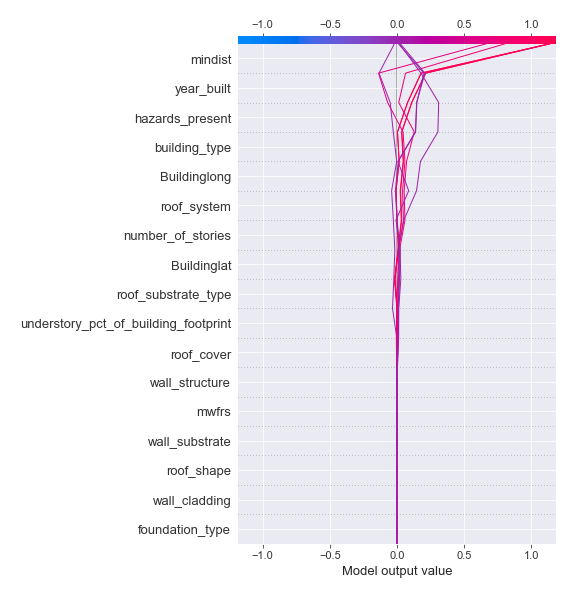 −1.0 −0.5 0.0 0.5 1.0
mindist
year_built
hazards_present
building_type
Buildinglong
roof_system
number_of_stories
Buildinglat
roof_substrate_type
understory_pct_of_building_footprint
roof_cover
wall_structure
mwfrs
wall_substrate
roof_shape
wall_cladding
foundation_type
−1.0 −0.5 0.0 0.5 1.0
Model output value